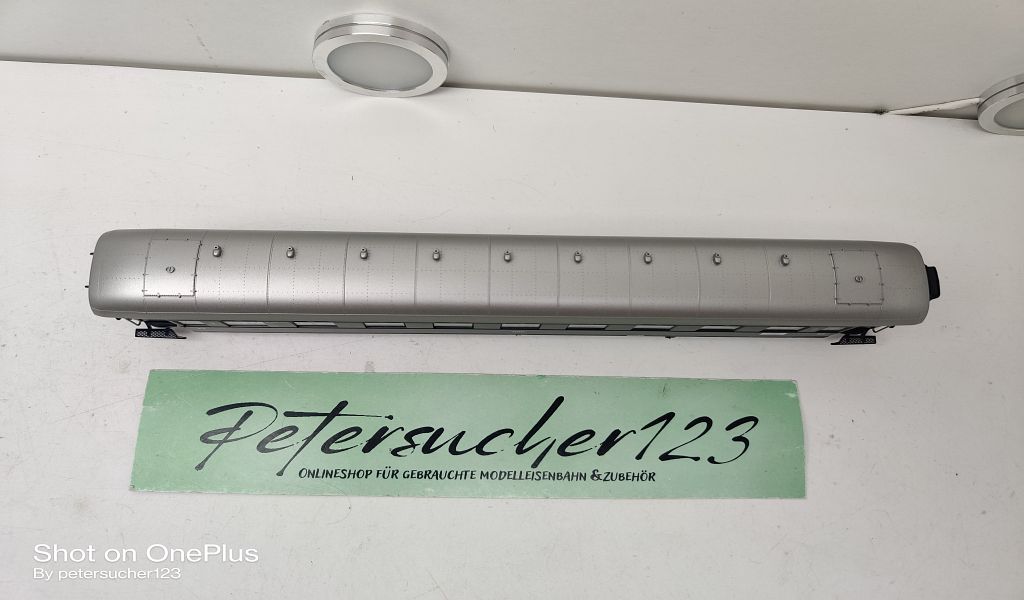 Petersucher123
ONLINESHOP FÜR GEBRAUCHTE MODELLEISENBAHN & ZUBEHÖR
Shot on OnePlus
By petersucher123